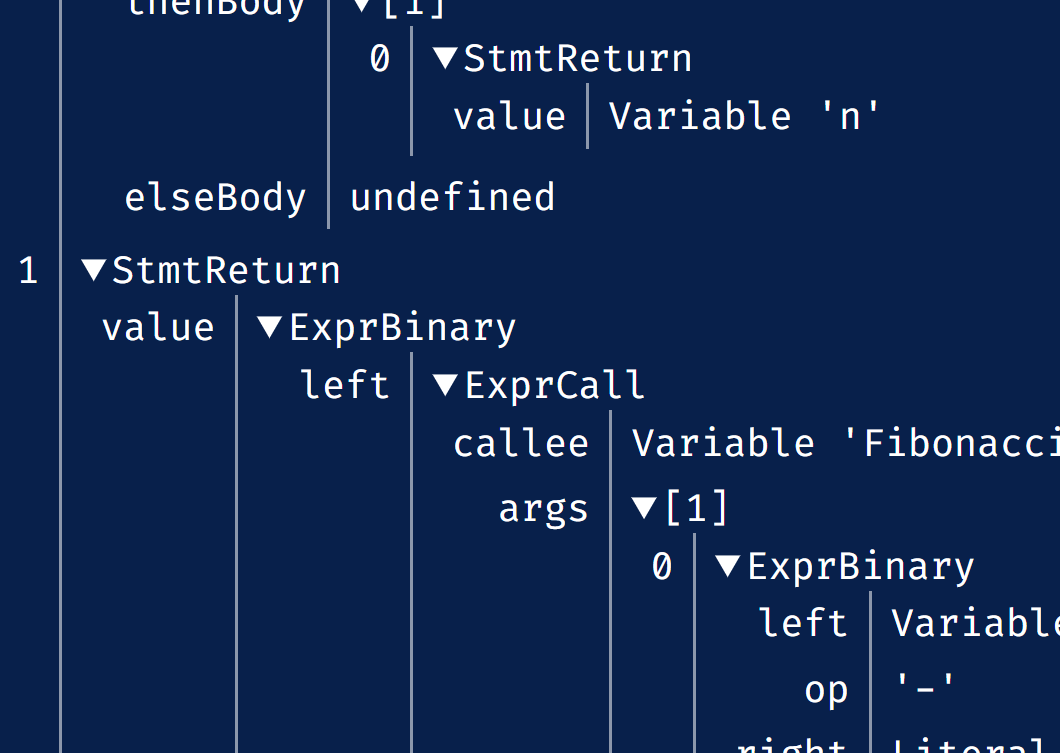 thenBody ▼[1]
0 ▼StmtReturn
value Variable 'n'
elseBody undefined
1 ▼StmtReturn
value ▼ExprBinary
left ▼ExprCall
callee Variable 'Fibonacci
args ▼[1]
0 ▼ExprBinary
left Variable
op '-'
right Literal